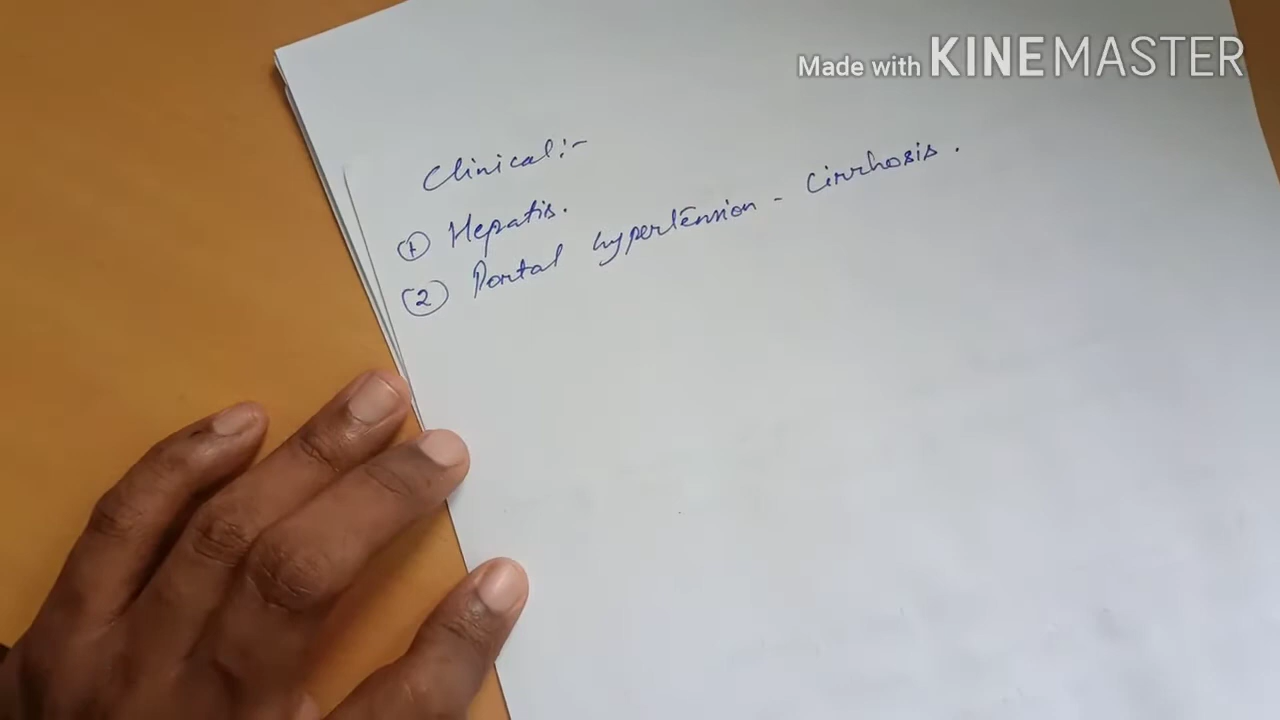 Made with KINEMASTER
Clinical:-
① Hepatis.
② Portal hypertension - Cirrhosis.